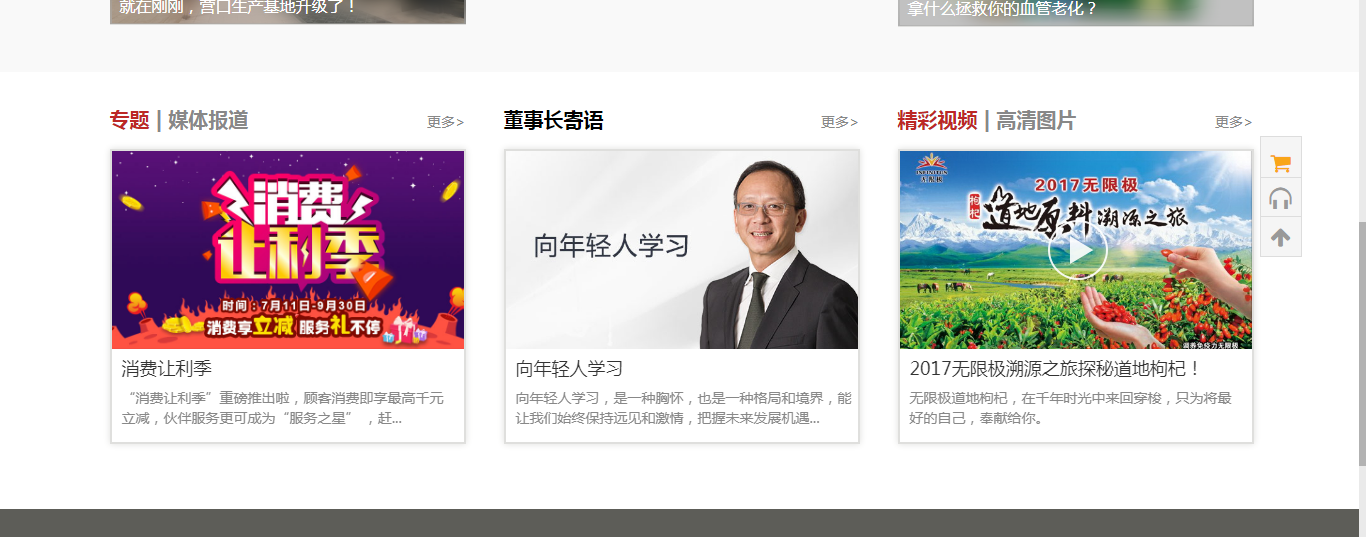 就在刚刚，营口生产基地升级了！
拿什么拯救你的血管老化？
专题 | 媒体报道
更多>
董事长寄语
更多>
精彩视频 | 高清图片
更多>
消费
让利季
时间：7月11日-9月30日
消费享立减 服务礼不停
消费让利季
“消费让利季”重磅推出啦，顾客消费即享最高千元
立减，伙伴服务更可成为“服务之星” ，赶...
向年轻人学习
向年轻人学习
向年轻人学习，是一种胸怀，也是一种格局和境界，能
让我们始终保持远见和激情，把握未来发展机遇...
INFINITUS
无限极
2017无限极
枸杞
道地原料溯源之旅
调养免疫力无限极
2017无限极溯源之旅探秘道地枸杞！
无限极道地枸杞，在千年时光中来回穿梭，只为将最
好的自己，奉献给你。